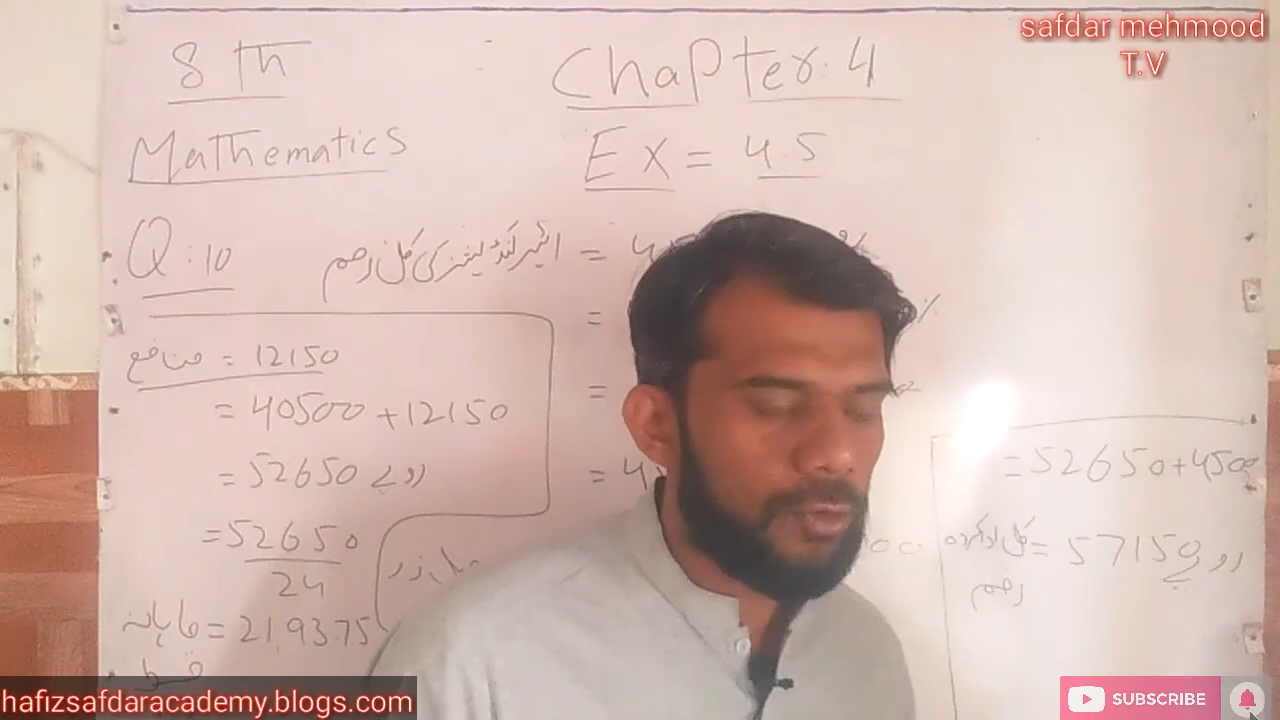 safdar mehmood
T.V
8th
Chapter: 4
Mathematics
Ex = 4.5
Q: 10
ائیر کنڈیشنر کی کل رقم =
منافع = 12150
= 40500 + 12150
= 52650 روپے
= 52650
24
ماہانہ قسط = 2193.75
= 52650 + 4500
کل ادا کردہ رقم = 57150 روپے
hafizsafdaracademy.blogs.com
SUBSCRIBE